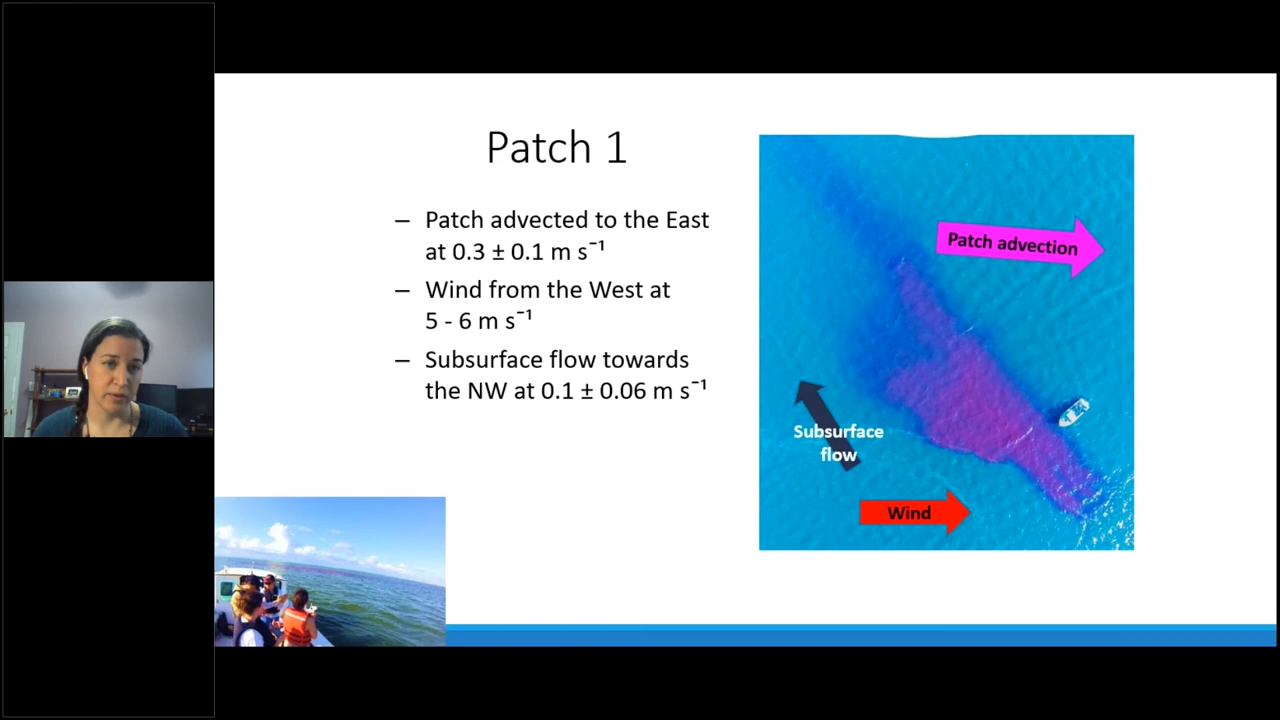 Patch 1
– Patch advected to the East
at 0.3 ± 0.1 m s⁻¹
– Wind from the West at
5 - 6 m s⁻¹
– Subsurface flow towards
the NW at 0.1 ± 0.06 m s⁻¹
Patch advection
Subsurface
flow
Wind